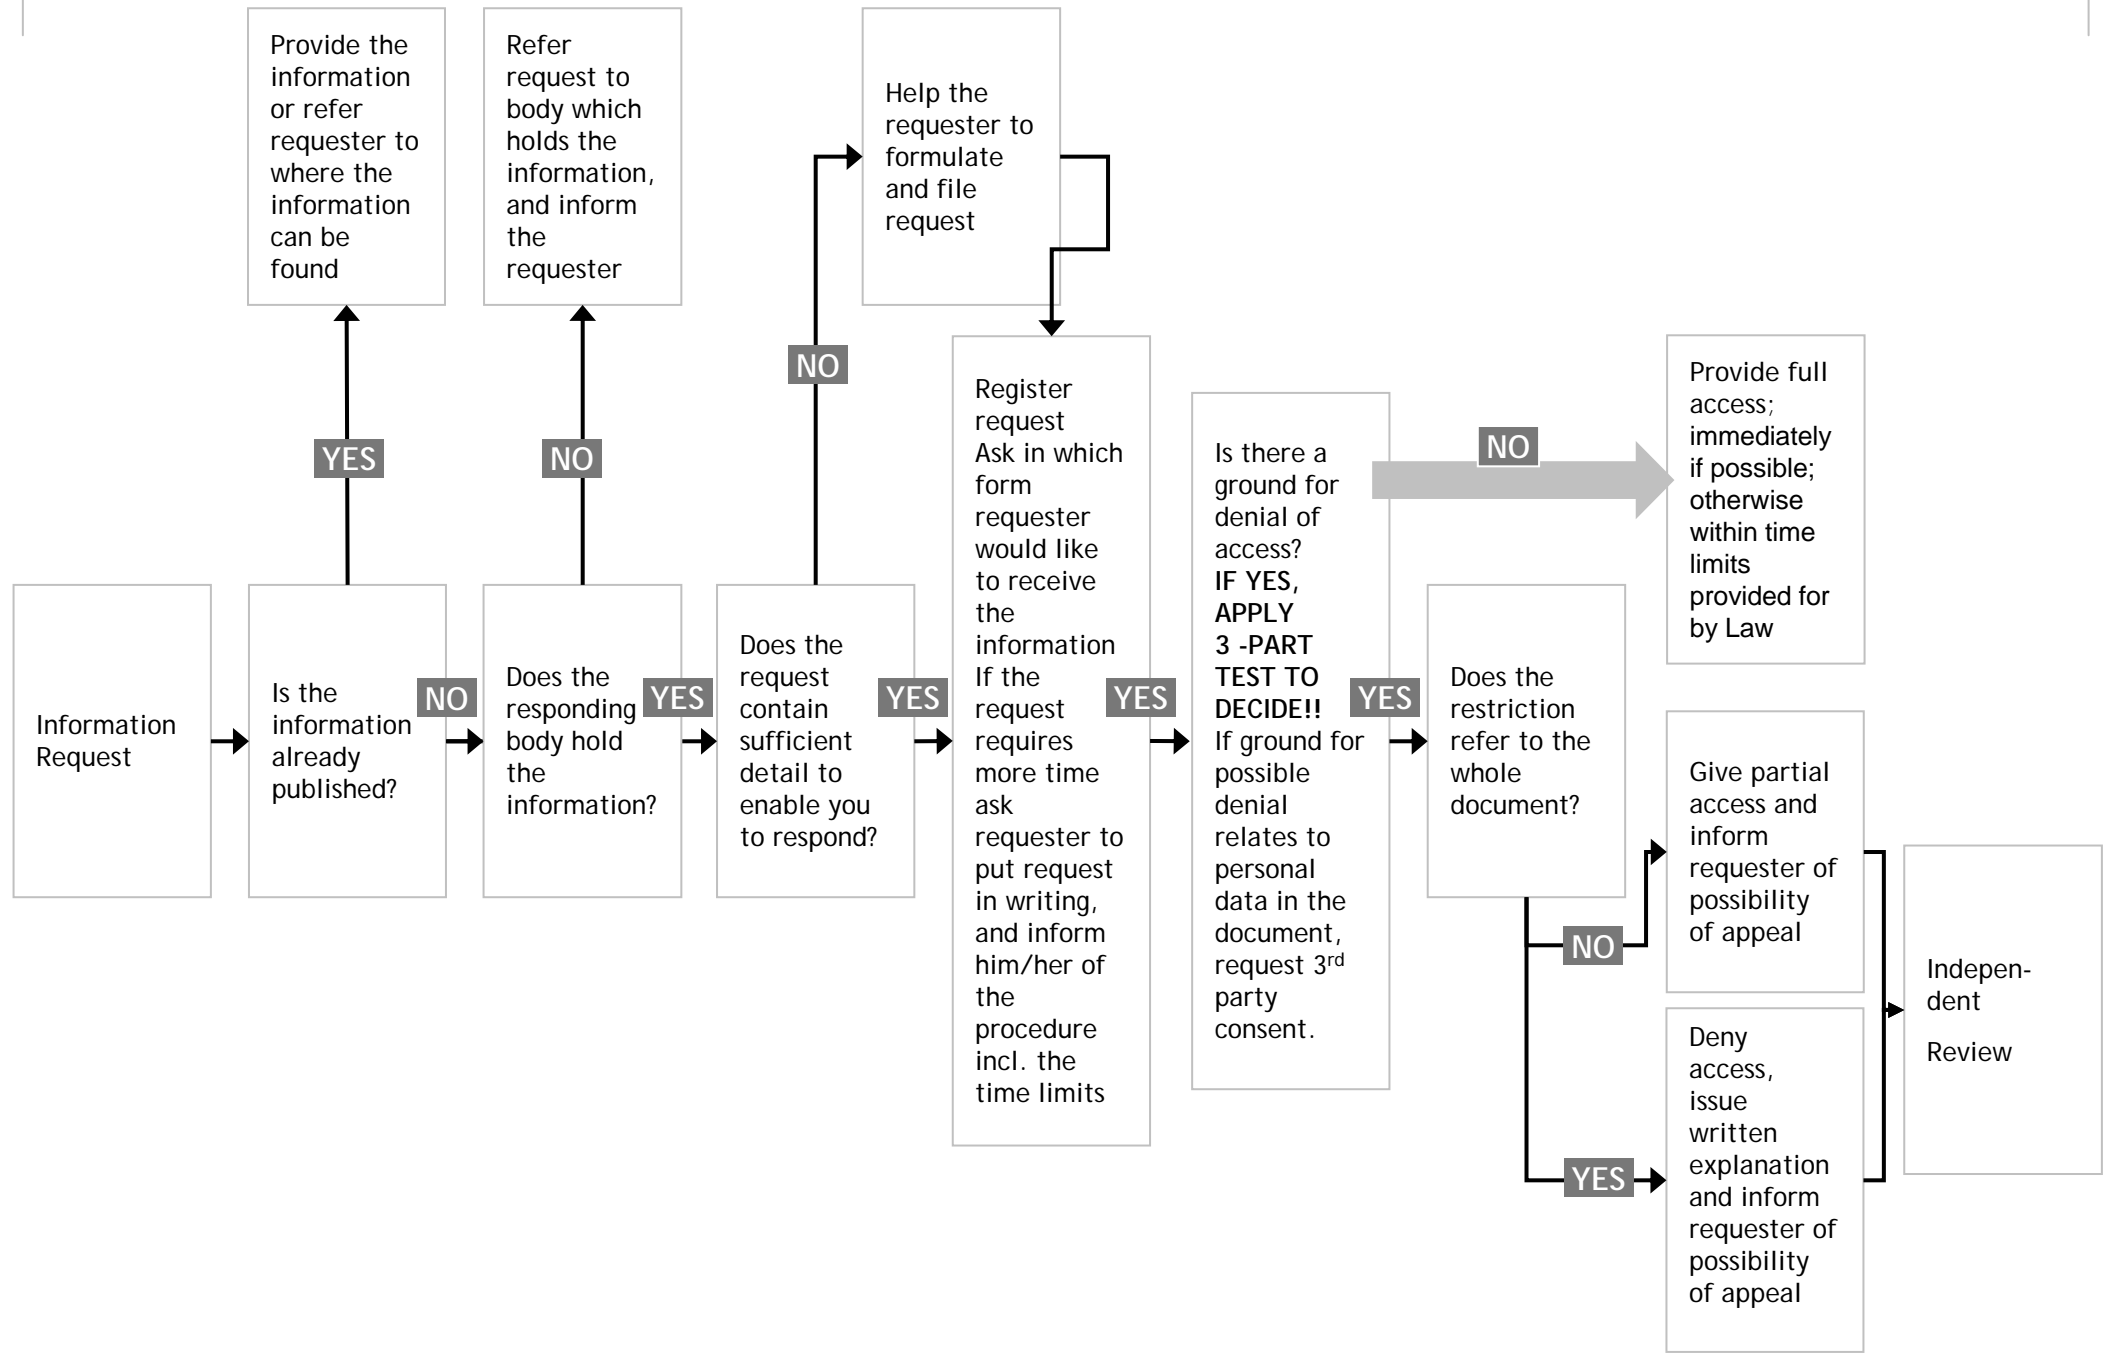 Provide the
information
or refer
requester to
where the
information
can be
found
Refer
request to
body which
holds the
information,
and inform
the
requester
Help the
requester to
formulate
and file
request
YES
NO
NO
Information
Request
Is the
information
already
published?
NO
Does the
responding
body hold
the
information?
YES
Does the
request
contain
sufficient
detail to
enable you
to respond?
YES
Register
request
Ask in which
form
requester
would like
to receive
the
information
If the
request
requires
more time
ask
requester to
put request
in writing,
and inform
him/her of
the
procedure
incl. the
time limits
YES
Is there a
ground for
denial of
access?
IF YES,
APPLY
3 -PART
TEST TO
DECIDE!!
If ground for
possible
denial
relates to
personal
data in the
document,
request 3rd
party
consent.
NO
Provide full
access;
immediately
if possible;
otherwise
within time
limits
provided for
by Law
YES
Does the
restriction
refer to the
whole
document?
NO
Give partial
access and
inform
requester of
possibility
of appeal
YES
Deny
access,
issue
written
explanation
and inform
requester of
possibility
of appeal
Indepen-
dent
Review